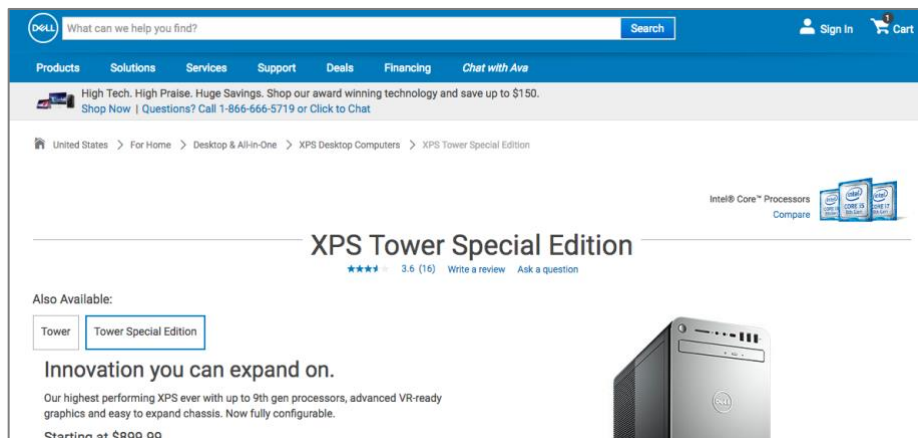 DELL
What can we help you find?
Search
Sign In
1
Cart
Products Solutions Services Support Deals Financing Chat with Ava
High Tech. High Praise. Huge Savings. Shop our award winning technology and save up to $150.
Shop Now | Questions? Call 1-866-666-5719 or Click to Chat
United States > For Home > Desktop & All-in-One > XPS Desktop Computers > XPS Tower Special Edition
Intel® Core™ Processors
Compare
XPS Tower Special Edition
3.6 (16) Write a review Ask a question
Also Available:
Tower
Tower Special Edition
Innovation you can expand on.
Our highest performing XPS ever with up to 9th gen processors, advanced VR-ready
graphics and easy to expand chassis. Now fully configurable.
Starting at $899.99